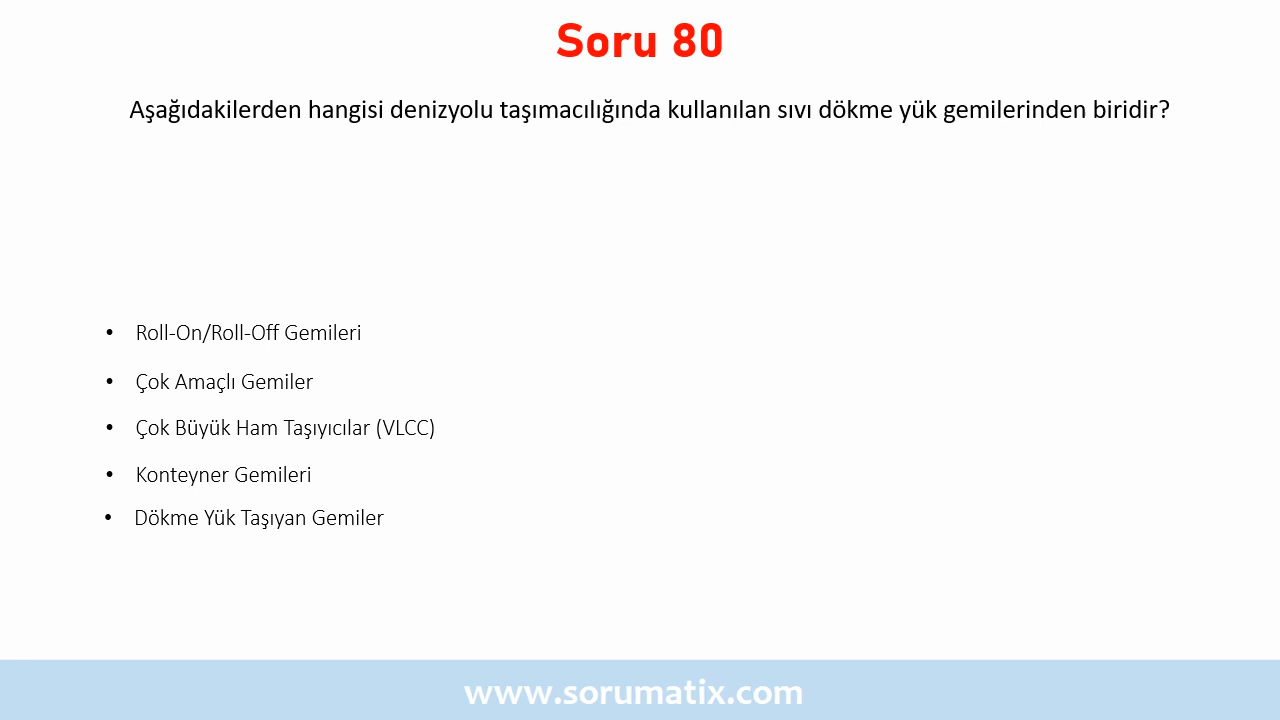 Soru 80
Aşağıdakilerden hangisi denizyolu taşımacılığında kullanılan sıvı dökme yük gemilerinden biridir?
• Roll-On/Roll-Off Gemileri
• Çok Amaçlı Gemiler
• Çok Büyük Ham Taşıyıcılar (VLCC)
• Konteyner Gemileri
• Dökme Yük Taşıyan Gemiler
www.sorumatix.com